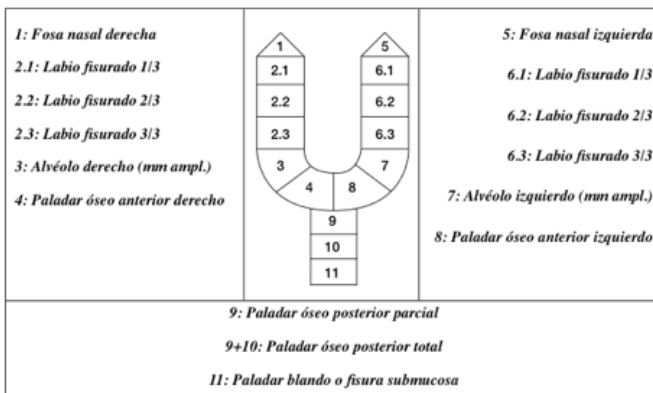 1: Fosa nasal derecha
2.1: Labio fisurado 1/3
2.2: Labio fisurado 2/3
2.3: Labio fisurado 3/3
3: Alvéolo derecho (mm ampl.)
4: Paladar óseo anterior derecho
1
5
2.1
6.1
2.2
6.2
2.3
6.3
3
7
4
8
9
10
11
5: Fosa nasal izquierda
6.1: Labio fisurado 1/3
6.2: Labio fisurado 2/3
6.3: Labio fisurado 3/3
7: Alvéolo izquierdo (mm ampl.)
8: Paladar óseo anterior izquierdo
9: Paladar óseo posterior parcial
9+10: Paladar óseo posterior total
11: Paladar blando o fisura submucosa